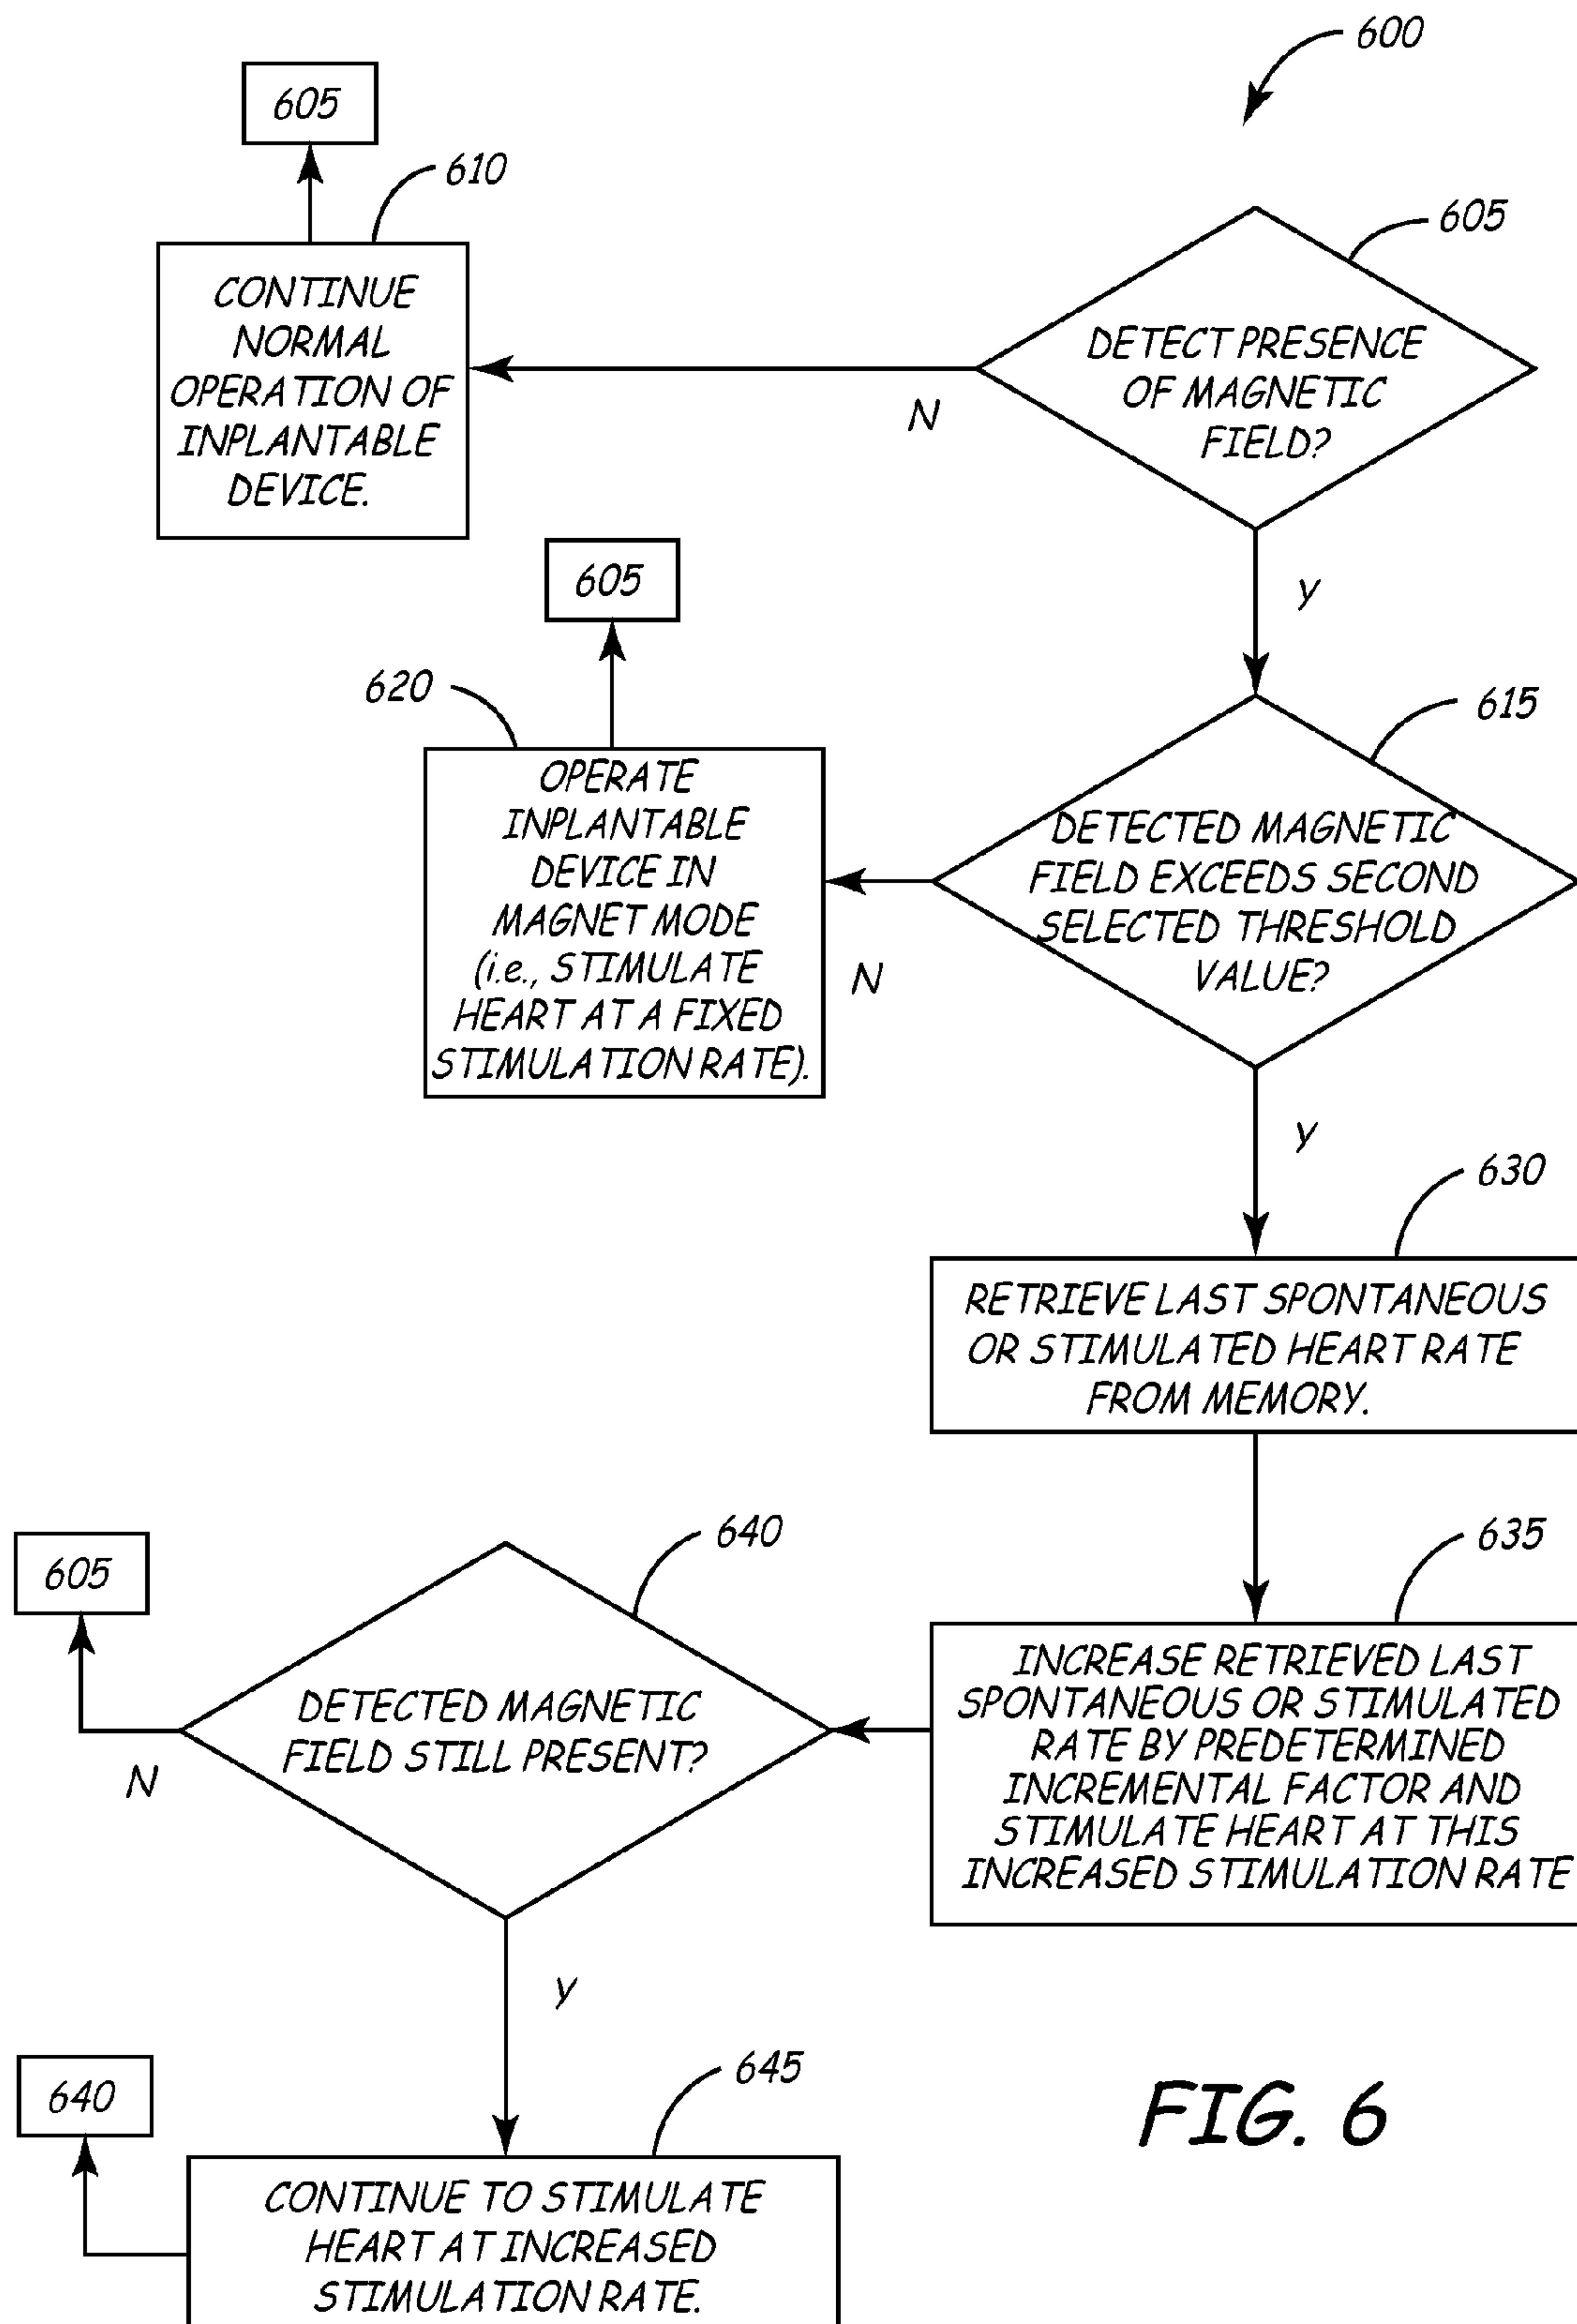 600
605
610
CONTINUE
NORMAL
OPERATION OF
INPLANTABLE
DEVICE.
605
DETECT PRESENCE
OF MAGNETIC
FIELD?
N
Y
605
620
OPERATE
INPLANTABLE
DEVICE IN
MAGNET MODE
(i.e., STIMULATE
HEART AT A FIXED
STIMULATION RATE).
615
DETECTED MAGNETIC
FIELD EXCEEDS SECOND
SELECTED THRESHOLD
VALUE?
N
Y
630
RETRIEVE LAST SPONTANEOUS
OR STIMULATED HEART RATE
FROM MEMORY.
635
INCREASE RETRIEVED LAST
SPONTANEOUS OR STIMULATED
RATE BY PREDETERMINED
INCREMENTAL FACTOR AND
STIMULATE HEART AT THIS
INCREASED STIMULATION RATE
640
605
DETECTED MAGNETIC
FIELD STILL PRESENT?
N
Y
645
640
CONTINUE TO STIMULATE
HEART AT INCREASED
STIMULATION RATE.
FIG. 6